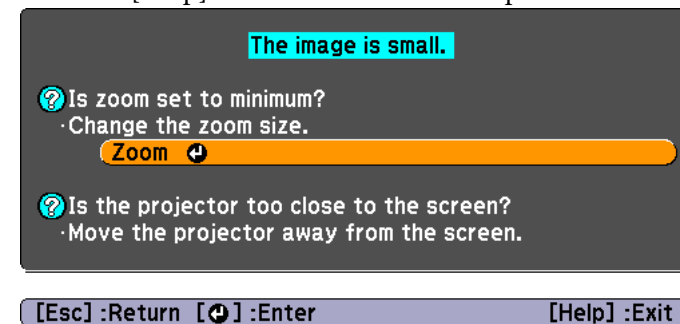 The image is small.
Is zoom set to minimum?
·Change the zoom size.
Zoom
Is the projector too close to the screen?
·Move the projector away from the screen.
[Esc] :Return [⏎] :Enter [Help] :Exit